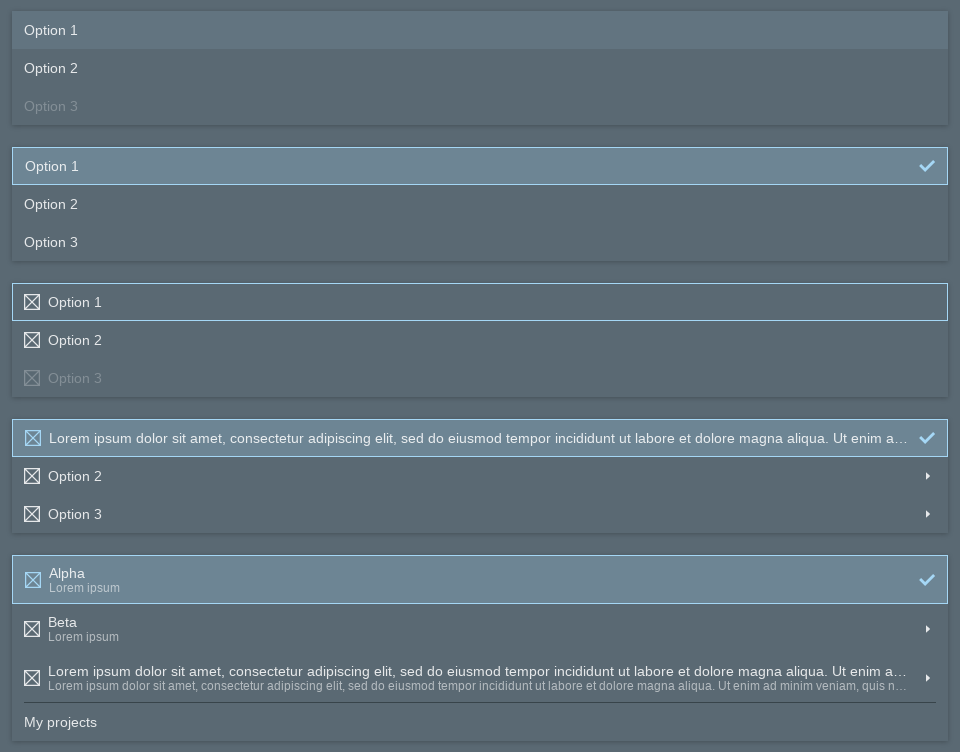 Option 1
Option 2
Option 3
Option 1
Option 2
Option 3
Option 1
Option 2
Option 3
Lorem ipsum dolor sit amet, consectetur adipiscing elit, sed do eiusmod tempor incididunt ut labore et dolore magna aliqua. Ut enim a…
Option 2
Option 3
Alpha
Lorem ipsum
Beta
Lorem ipsum
Lorem ipsum dolor sit amet, consectetur adipiscing elit, sed do eiusmod tempor incididunt ut labore et dolore magna aliqua. Ut enim a…
Lorem ipsum dolor sit amet, consectetur adipiscing elit, sed do eiusmod tempor incididunt ut labore et dolore magna aliqua. Ut enim ad minim veniam, quis n…
My projects